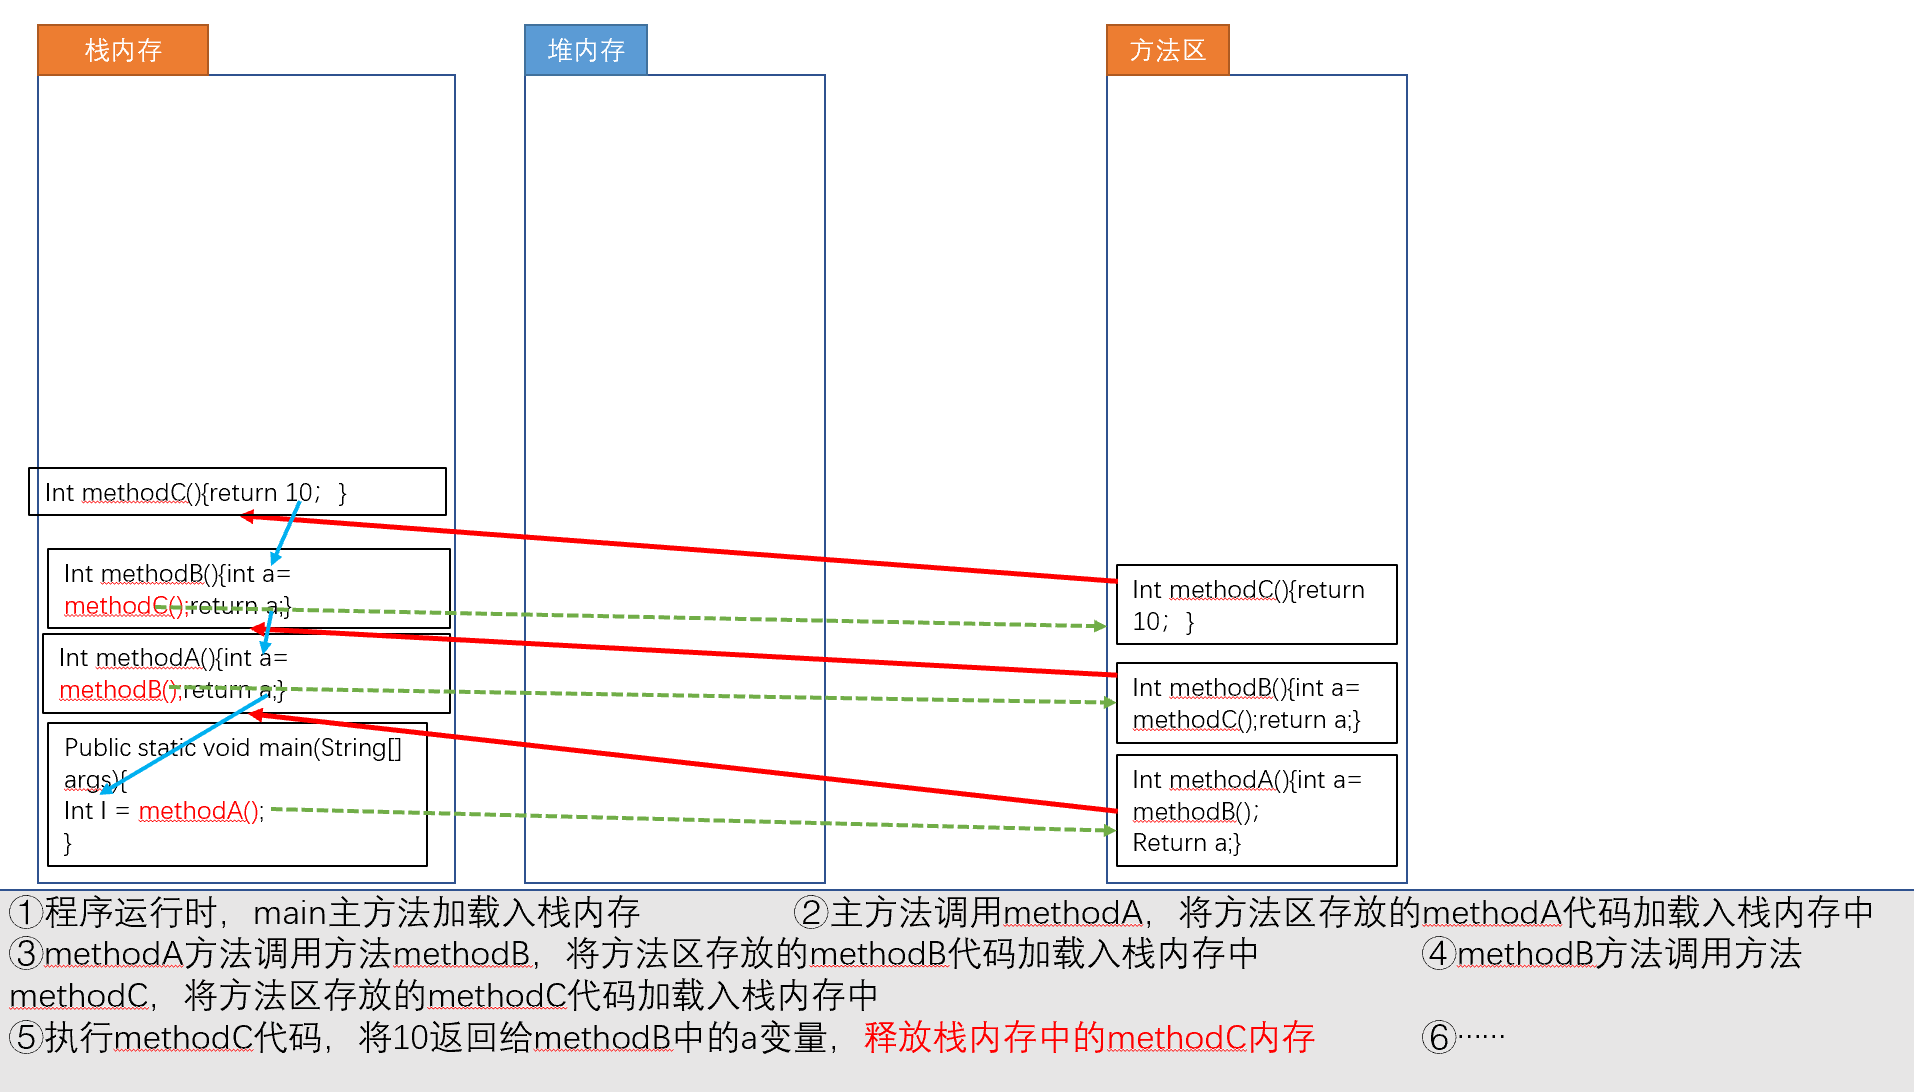 栈内存
堆内存
方法区
Int methodC(){return 10；}
Int methodB(){int a=
methodC();return a;}
Int methodA(){int a=
methodB();return a;}
Public static void main(String[]
args){
Int I = methodA();
}
Int methodC(){return
10；}
Int methodB(){int a=
methodC();return a;}
Int methodA(){int a=
methodB()；
Return a;}
①程序运行时，main主方法加载入栈内存 ②主方法调用methodA，将方法区存放的methodA代码加载入栈内存中
③methodA方法调用方法methodB，将方法区存放的methodB代码加载入栈内存中 ④methodB方法调用方法
methodC，将方法区存放的methodC代码加载入栈内存中
⑤执行methodC代码，将10返回给methodB中的a变量，释放栈内存中的methodC内存 ⑥……